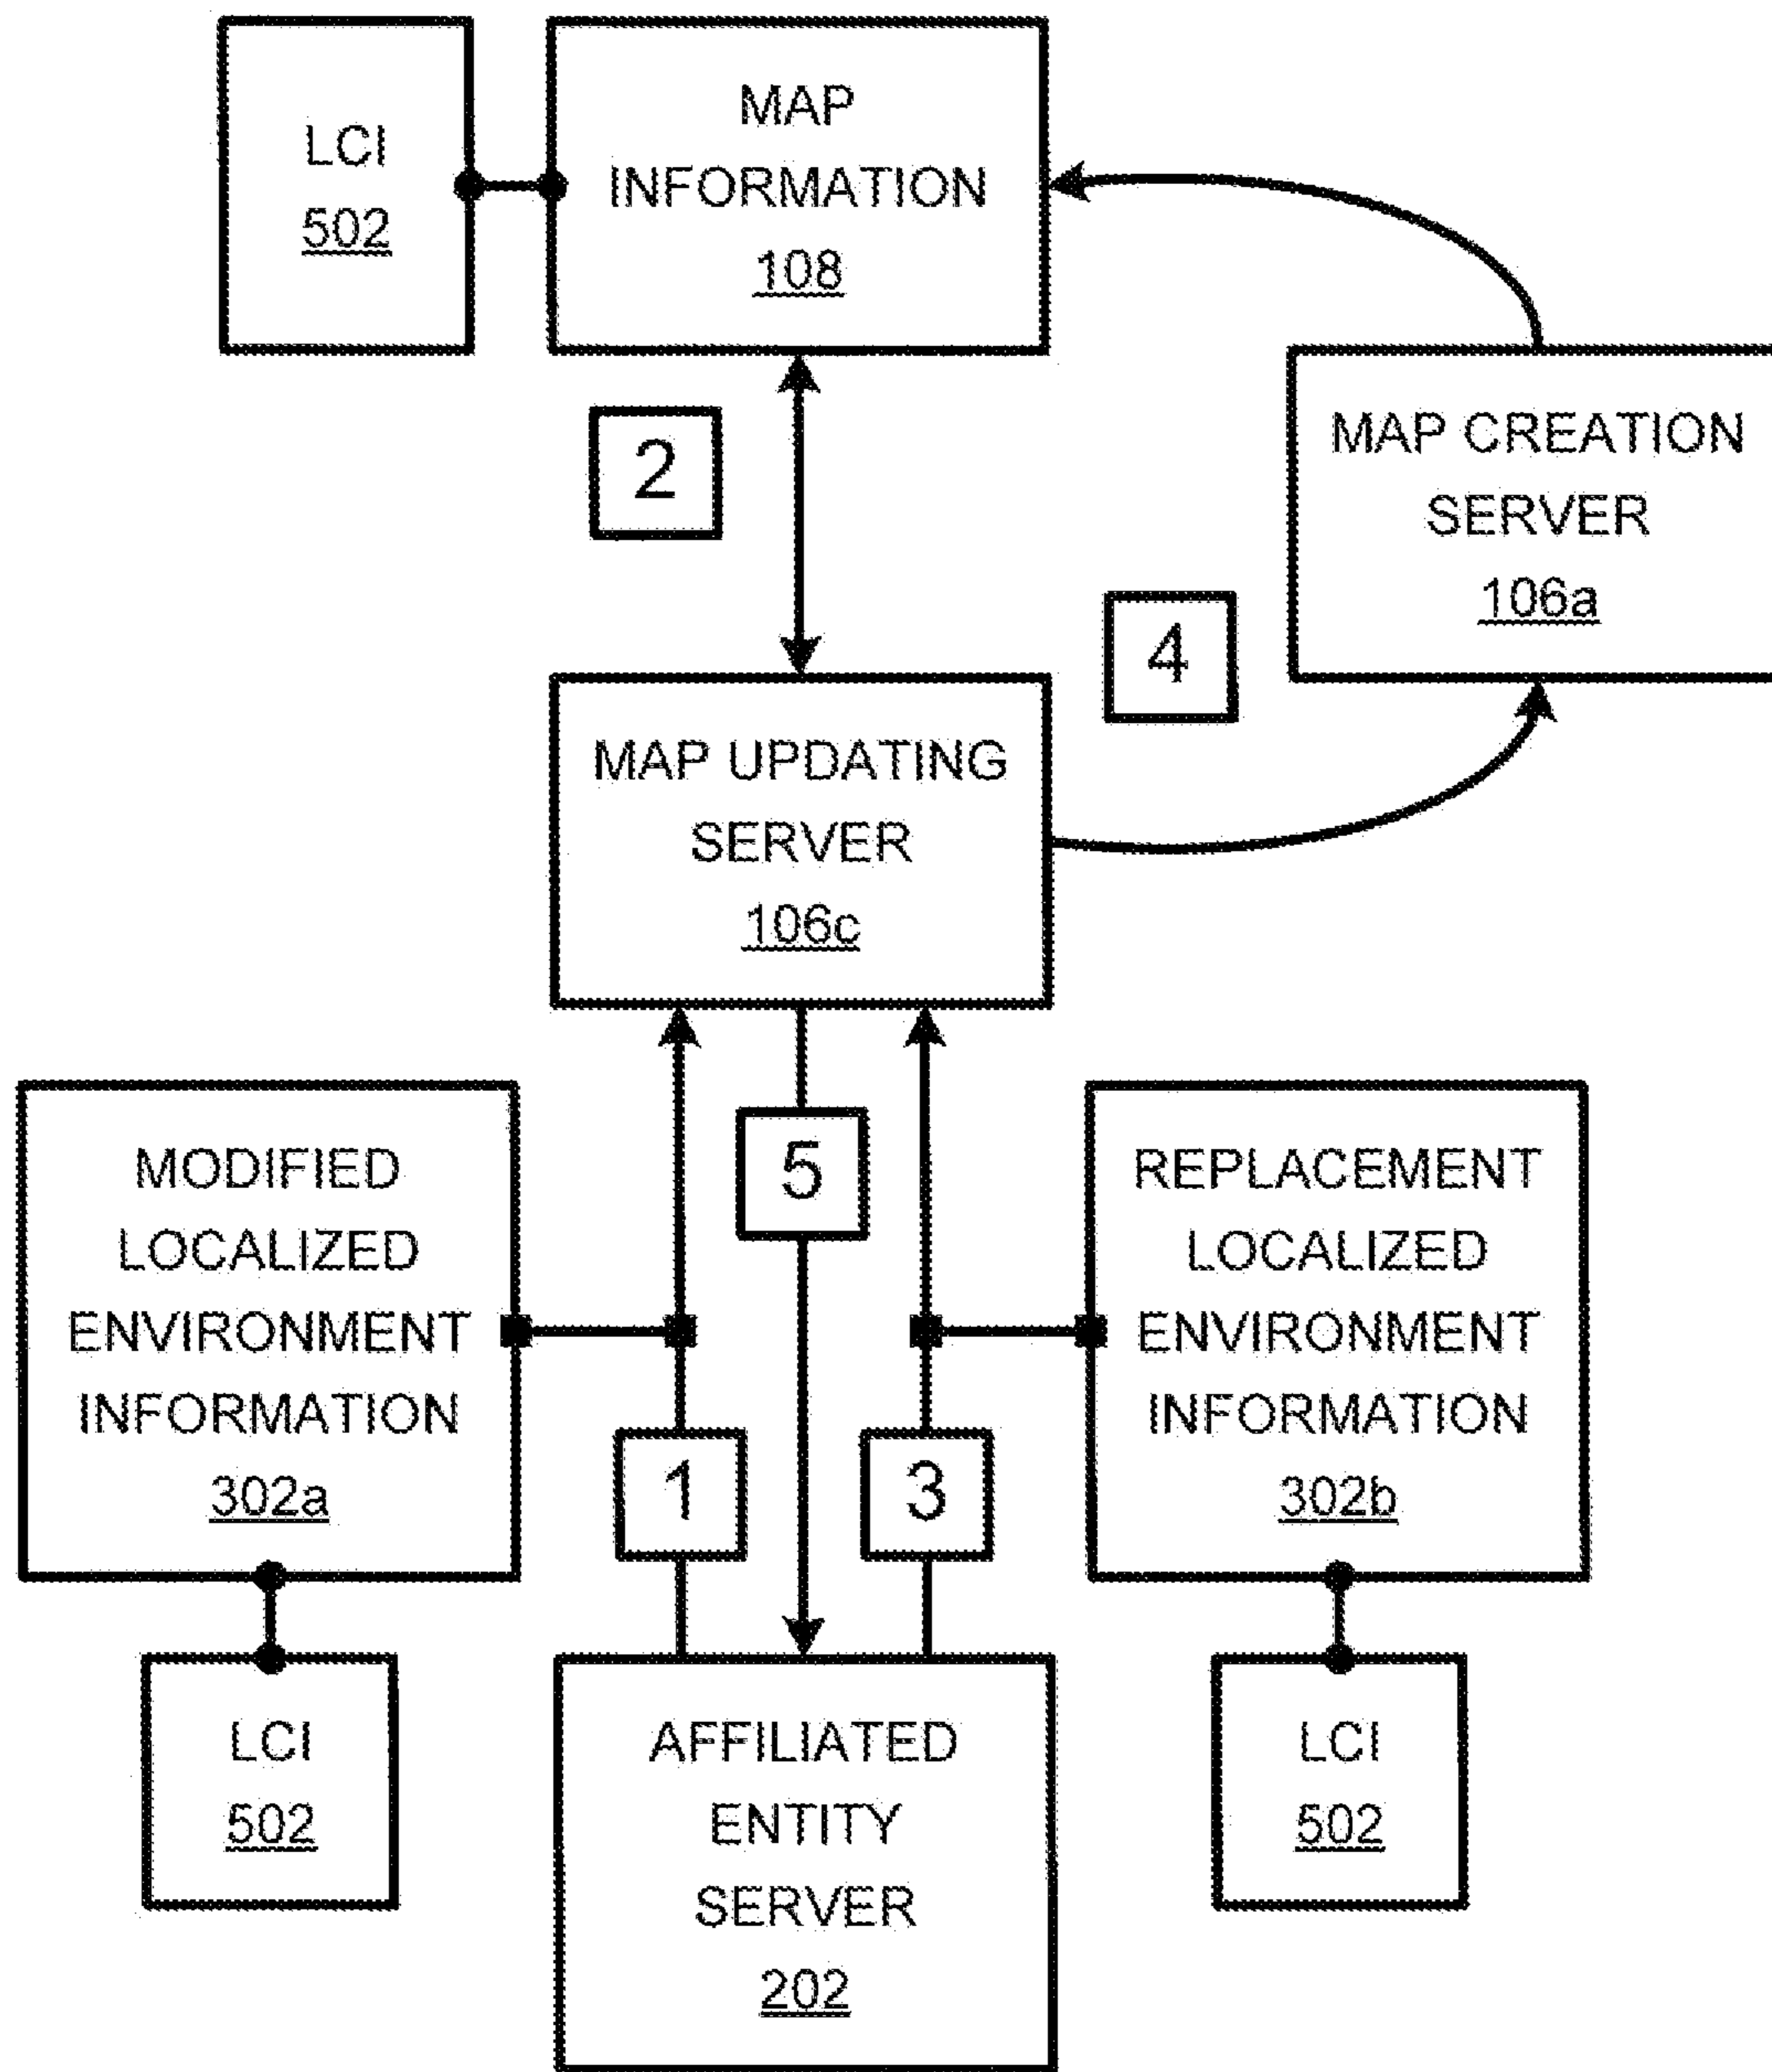 LCI
502
MAP
INFORMATION
108
2
MAP CREATION
SERVER
106a
4
MAP UPDATING
SERVER
106c
MODIFIED
LOCALIZED
ENVIRONMENT
INFORMATION
302a
5
REPLACEMENT
LOCALIZED
ENVIRONMENT
INFORMATION
302b
1
3
LCI
502
AFFILIATED
ENTITY
SERVER
202
LCI
502